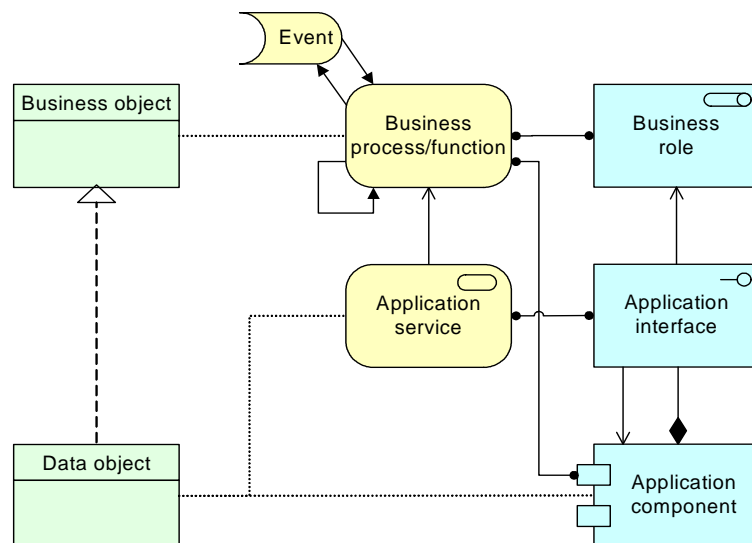 Event
Business object
Business
process/function
Business
role
Application
service
Application
interface
Data object
Application
component